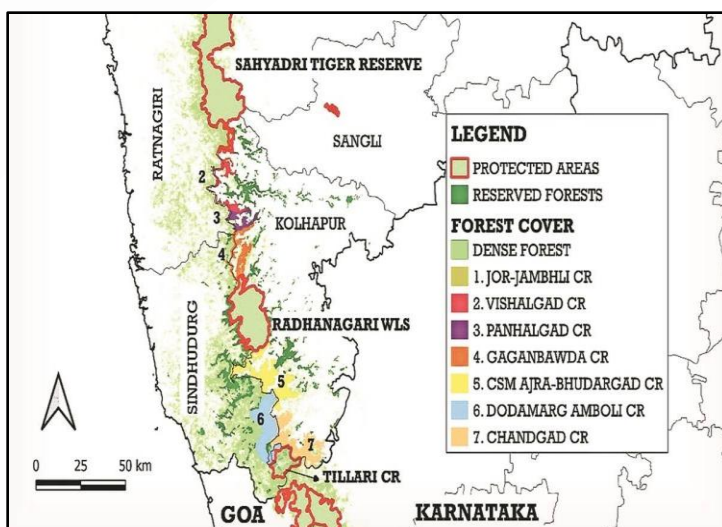 SAHYADRI TIGER RESERVE
RATNAGIRI
SANGLI
2
3
KOLHAPUR
4
SINDHUDURG
RADHANAGARI WLS
5
6
7
TILLARI CR
GOA
KARNATAKA
0 25 50 km
LEGEND
PROTECTED AREAS
RESERVED FORESTS
FOREST COVER
DENSE FOREST
1. JOR-JAMBHLI CR
2. VISHALGAD CR
3. PANHALGAD CR
4. GAGANBAWDA CR
5. CSM AJRA-BHUDARGAD CR
6. DODAMARG AMBOLI CR
7. CHANDGAD CR